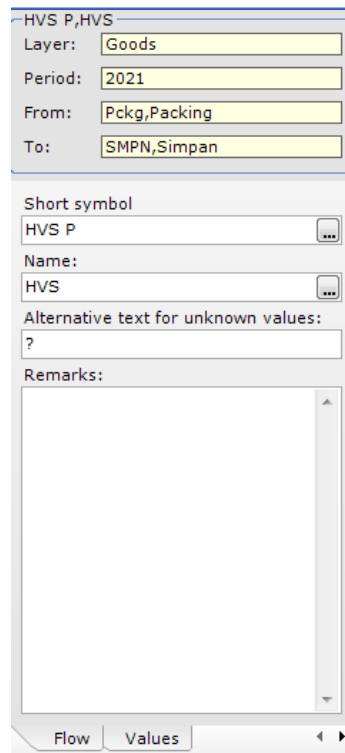 HVS P,HVS
Layer: Goods
Period: 2021
From: Pckg,Packing
To: SMPN,Simpan
Short symbol
HVS P
...
Name:
HVS
...
Alternative text for unknown values:
?
Remarks:
Flow Values